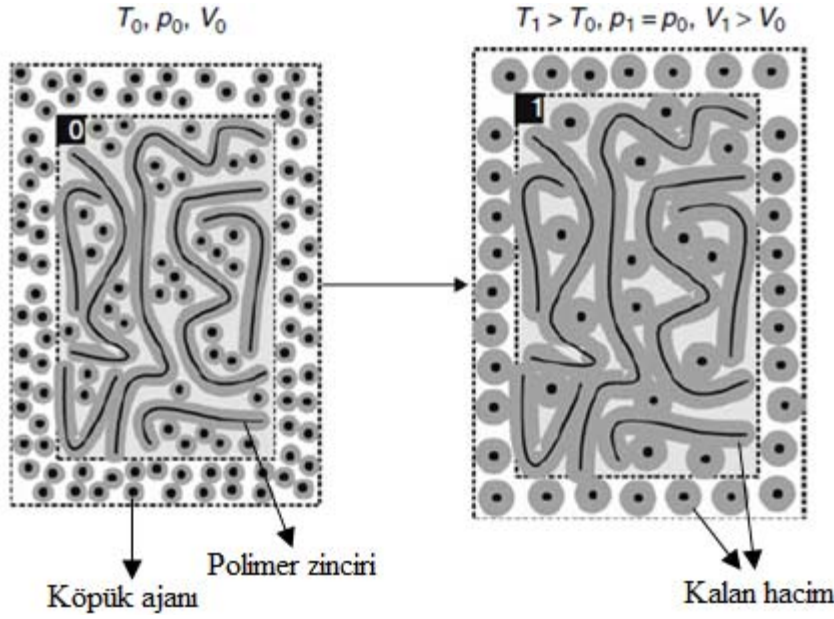 T₀, p₀, V₀
T₁ > T₀, p₁ = p₀, V₁ > V₀
0
1
Polimer zinciri
Köpük ajanı
Kalan hacim